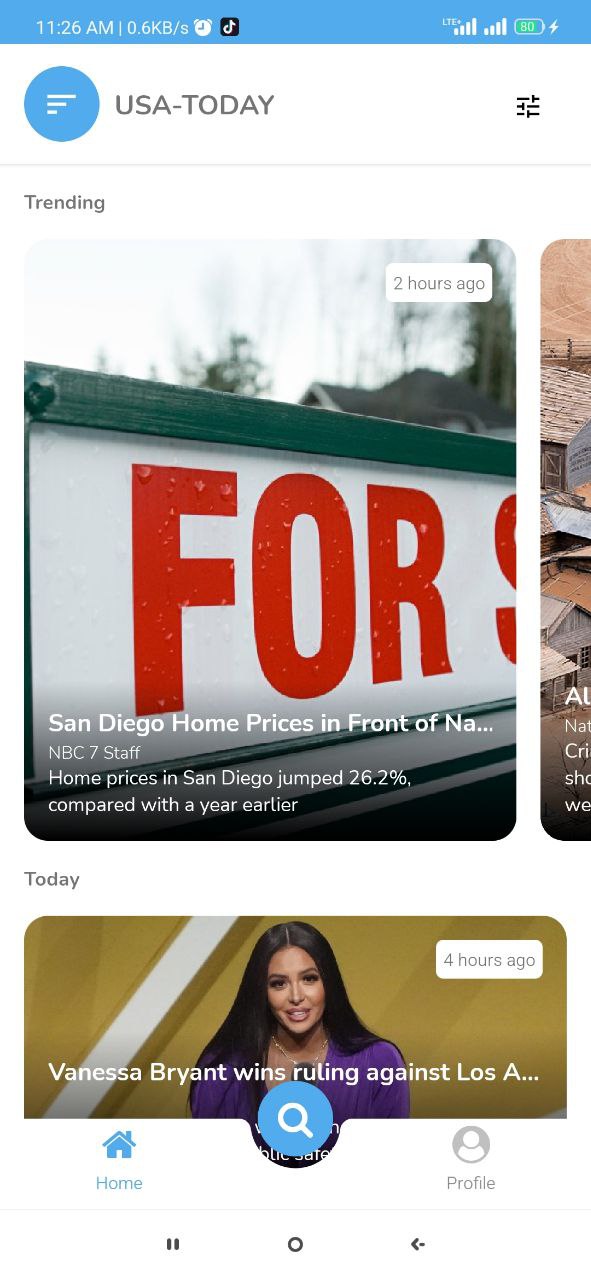 11:26 AM | 0.6KB/s
LTE+ 80
USA-TODAY
Trending
2 hours ago
FOR S
San Diego Home Prices in Front of Na...
NBC 7 Staff
Home prices in San Diego jumped 26.2%,
compared with a year earlier
Al
Nat
Cri
sho
we
Today
4 hours ago
Vanessa Bryant wins ruling against Los A...
Home
Profile